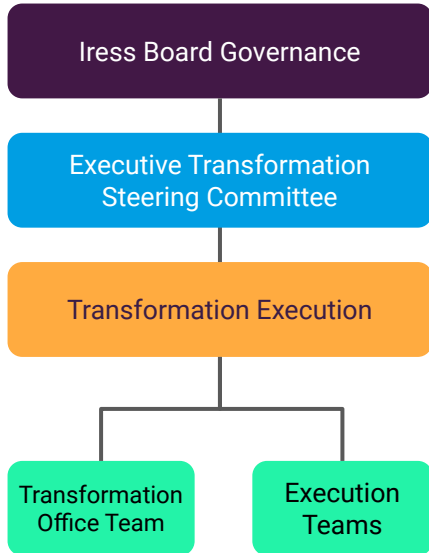 Iress Board Governance
Executive Transformation
Steering Committee
Transformation Execution
Transformation
Office Team
Execution
Teams